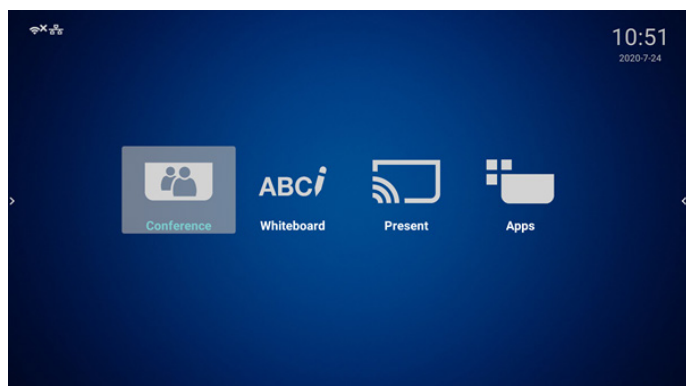 10:51
2020-7-24
ABC
Conference
Whiteboard
Present
Apps